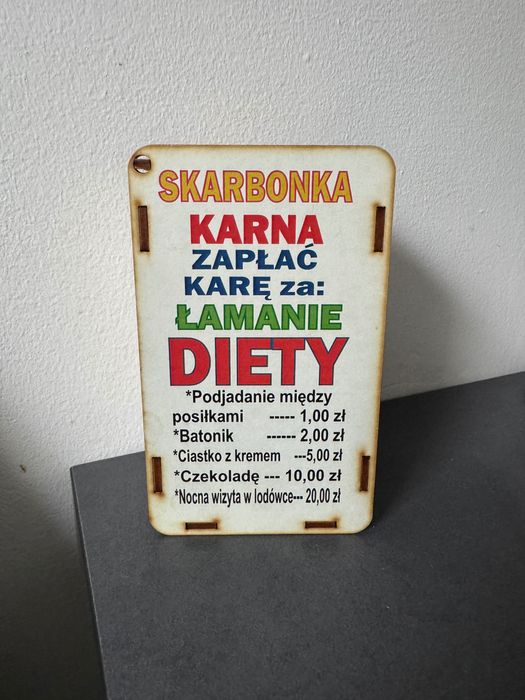 SKARBONKA
KARNA
ZAPŁAĆ
KARĘ za:
ŁAMANIE
DIETY
*Podjadanie między
posiłkami ----- 1,00 zł
*Batonik ------ 2,00 zł
*Ciastko z kremem ---5,00 zł
*Czekoladę --- 10,00 zł
*Nocna wizyta w lodówce--- 20,00 zł